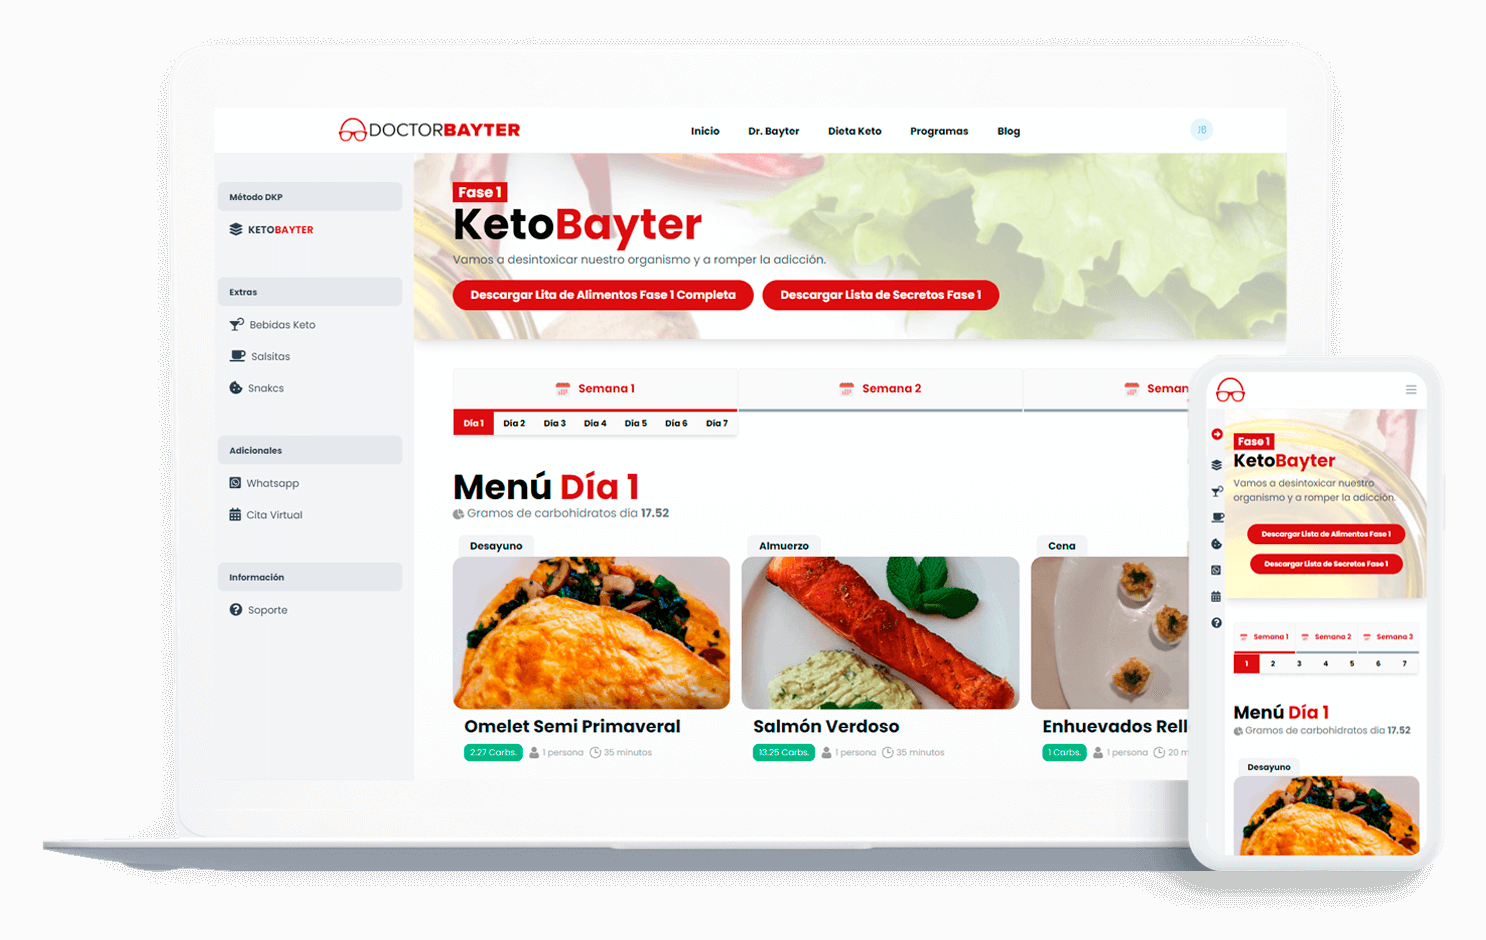 DOCTORBAYTER
Inicio Dr. Bayter Dieta Keto Programas Blog
JB
Método DKP
KETOBAYTER
Extras
Bebidas Keto
Salsitas
Snakcs
Adicionales
Whatsapp
Cita Virtual
Información
Soporte
Fase 1
KetoBayter
Vamos a desintoxicar nuestro organismo y a romper la adicción.
Descargar Lita de Alimentos Fase 1 Completa Descargar Lista de Secretos Fase 1
Semana 1 Semana 2 Seman
Día 1 Día 2 Día 3 Día 4 Día 5 Día 6 Día 7
Menú Día 1
Gramos de carbohidratos día 17.52
Desayuno Almuerzo Cena
Omelet Semi Primaveral Salmón Verdoso Enhuevados Rell
2.27 Carbs. 1 persona 35 minutos 13.25 Carbs. 1 persona 35 minutos 1 Carbs. 1 persona 20 m
Fase 1
KetoBayter
Vamos a desintoxicar nuestro
organismo y a romper la adicción.
Descargar Lista de Alimentos Fase 1
Descargar Lista de Secretos Fase 1
Semana 1 Semana 2 Semana 3
1 2 3 4 5 6 7
Menú Día 1
Gramos de carbohidratos día 17.52
Desayuno